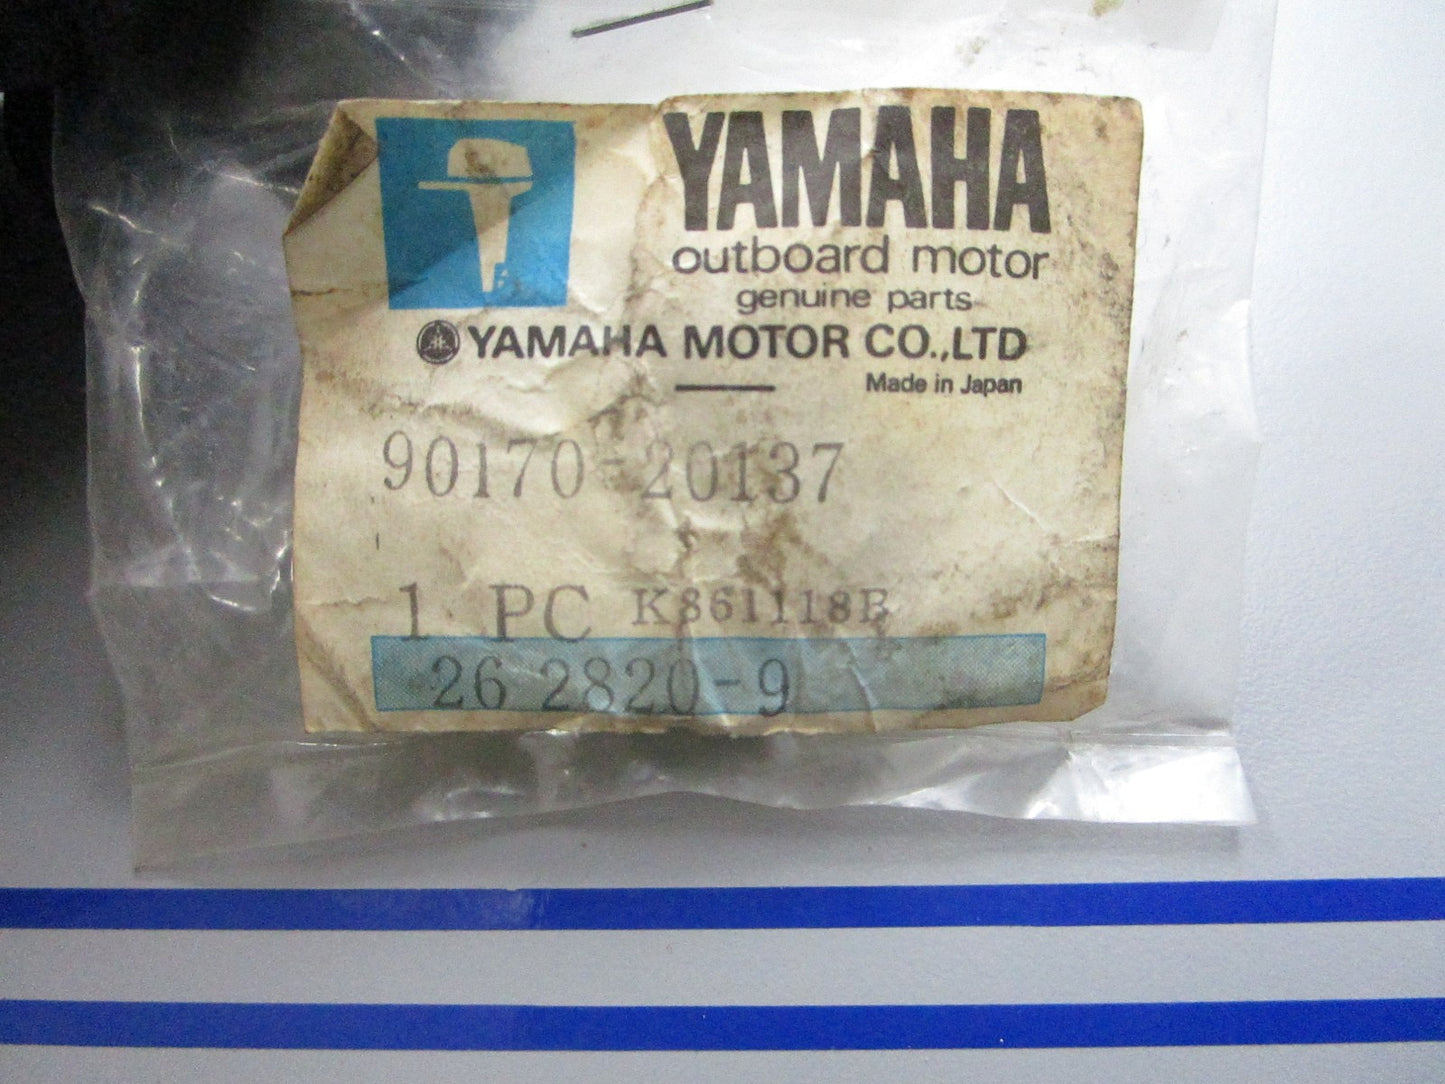 YAMAHA
outboard motor
genuine parts
YAMAHA MOTOR CO.,LTD
Made in Japan
90170-20137
1 PC K861118B
26 2820-9